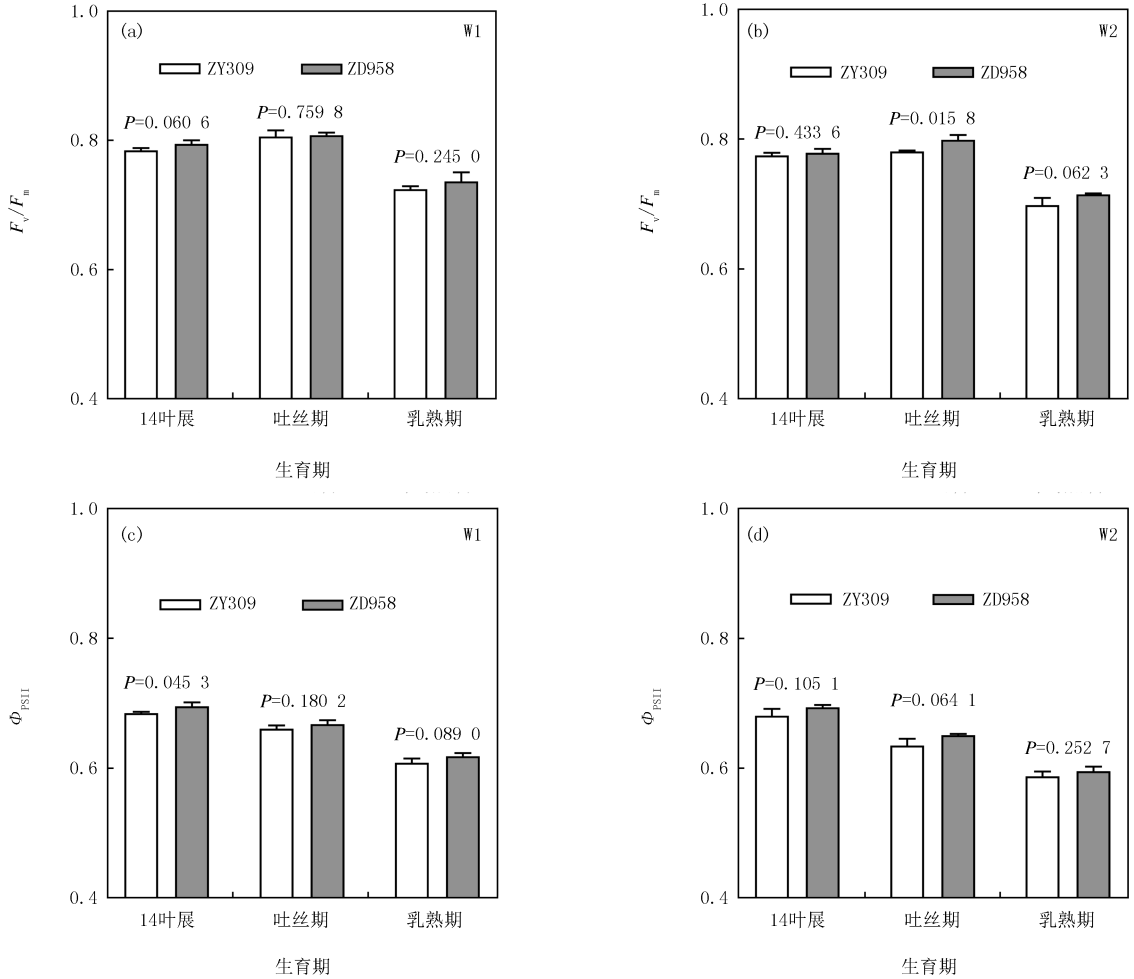 1.0
(a)
W1
ZY309
ZD958
P=0.060 6
P=0.759 8
P=0.245 0
0.8
0.6
0.4
Fv/Fm
14叶展
吐丝期
乳熟期
生育期
1.0
(b)
W2
ZY309
ZD958
P=0.433 6
P=0.015 8
P=0.062 3
0.8
0.6
0.4
Fv/Fm
14叶展
吐丝期
乳熟期
生育期
1.0
(c)
W1
ZY309
ZD958
P=0.045 3
P=0.180 2
P=0.089 0
0.8
0.6
0.4
ΦPSII
14叶展
吐丝期
乳熟期
生育期
1.0
(d)
W2
ZY309
ZD958
P=0.105 1
P=0.064 1
P=0.252 7
0.8
0.6
0.4
ΦPSII
14叶展
吐丝期
乳熟期
生育期